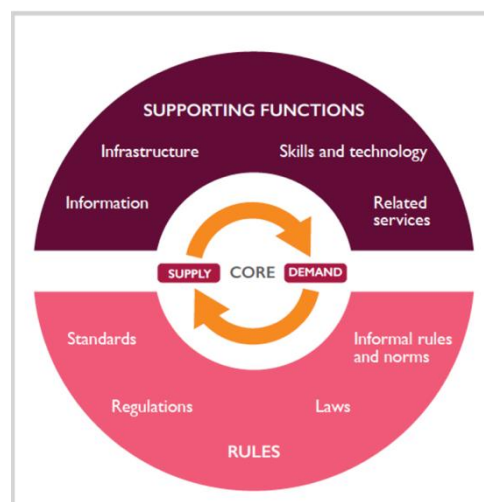 SUPPORTING FUNCTIONS
Infrastructure
Skills and technology
Information
Related
services
SUPPLY
CORE
DEMAND
Standards
Informal rules
and norms
Regulations
Laws
RULES